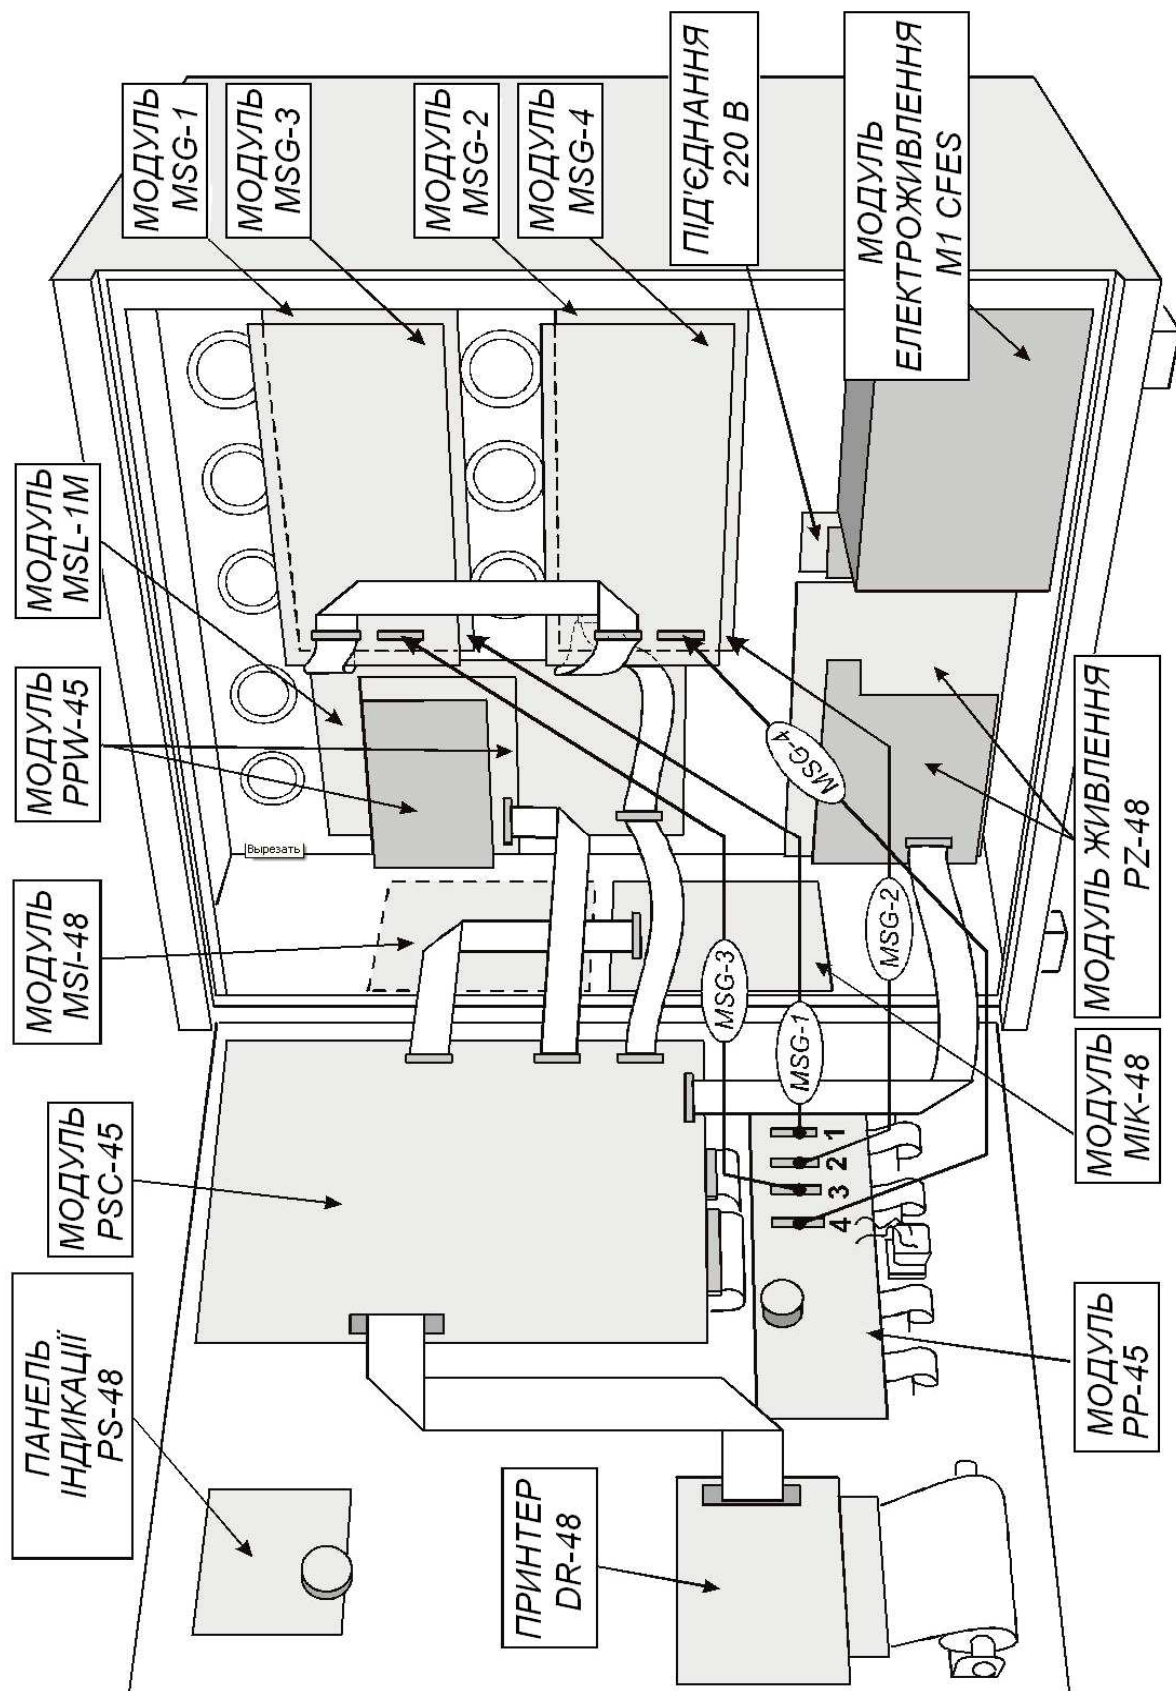 ПАНЕЛЬ
ІНДИКАЦІЇ
PS-48
МОДУЛЬ
PSC-45
МОДУЛЬ
MSI-48
МОДУЛЬ
PPW-45
МОДУЛЬ
MSL-1M
МОДУЛЬ
MSG-1
МОДУЛЬ
MSG-3
МОДУЛЬ
MSG-2
МОДУЛЬ
MSG-4
ПІД'ЄДНАННЯ
220 В
МОДУЛЬ
ЕЛЕКТРОЖИВЛЕННЯ
M1 CFES
Вырезать
ПРИНТЕР
DR-48
MSG-3
MSG-1
MSG-2
MSG-4
4
3
2
1
МОДУЛЬ
PP-45
МОДУЛЬ
MIK-48
МОДУЛЬ ЖИВЛЕННЯ
PZ-48